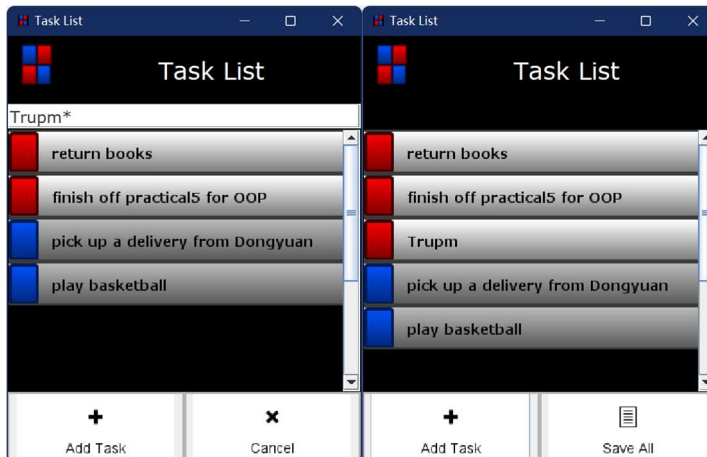 Task List
Task List
Trupm*
return books
finish off practical5 for OOP
pick up a delivery from Dongyuan
play basketball
Add Task
Cancel
Task List
Task List
return books
finish off practical5 for OOP
Trupm
pick up a delivery from Dongyuan
play basketball
Add Task
Save All